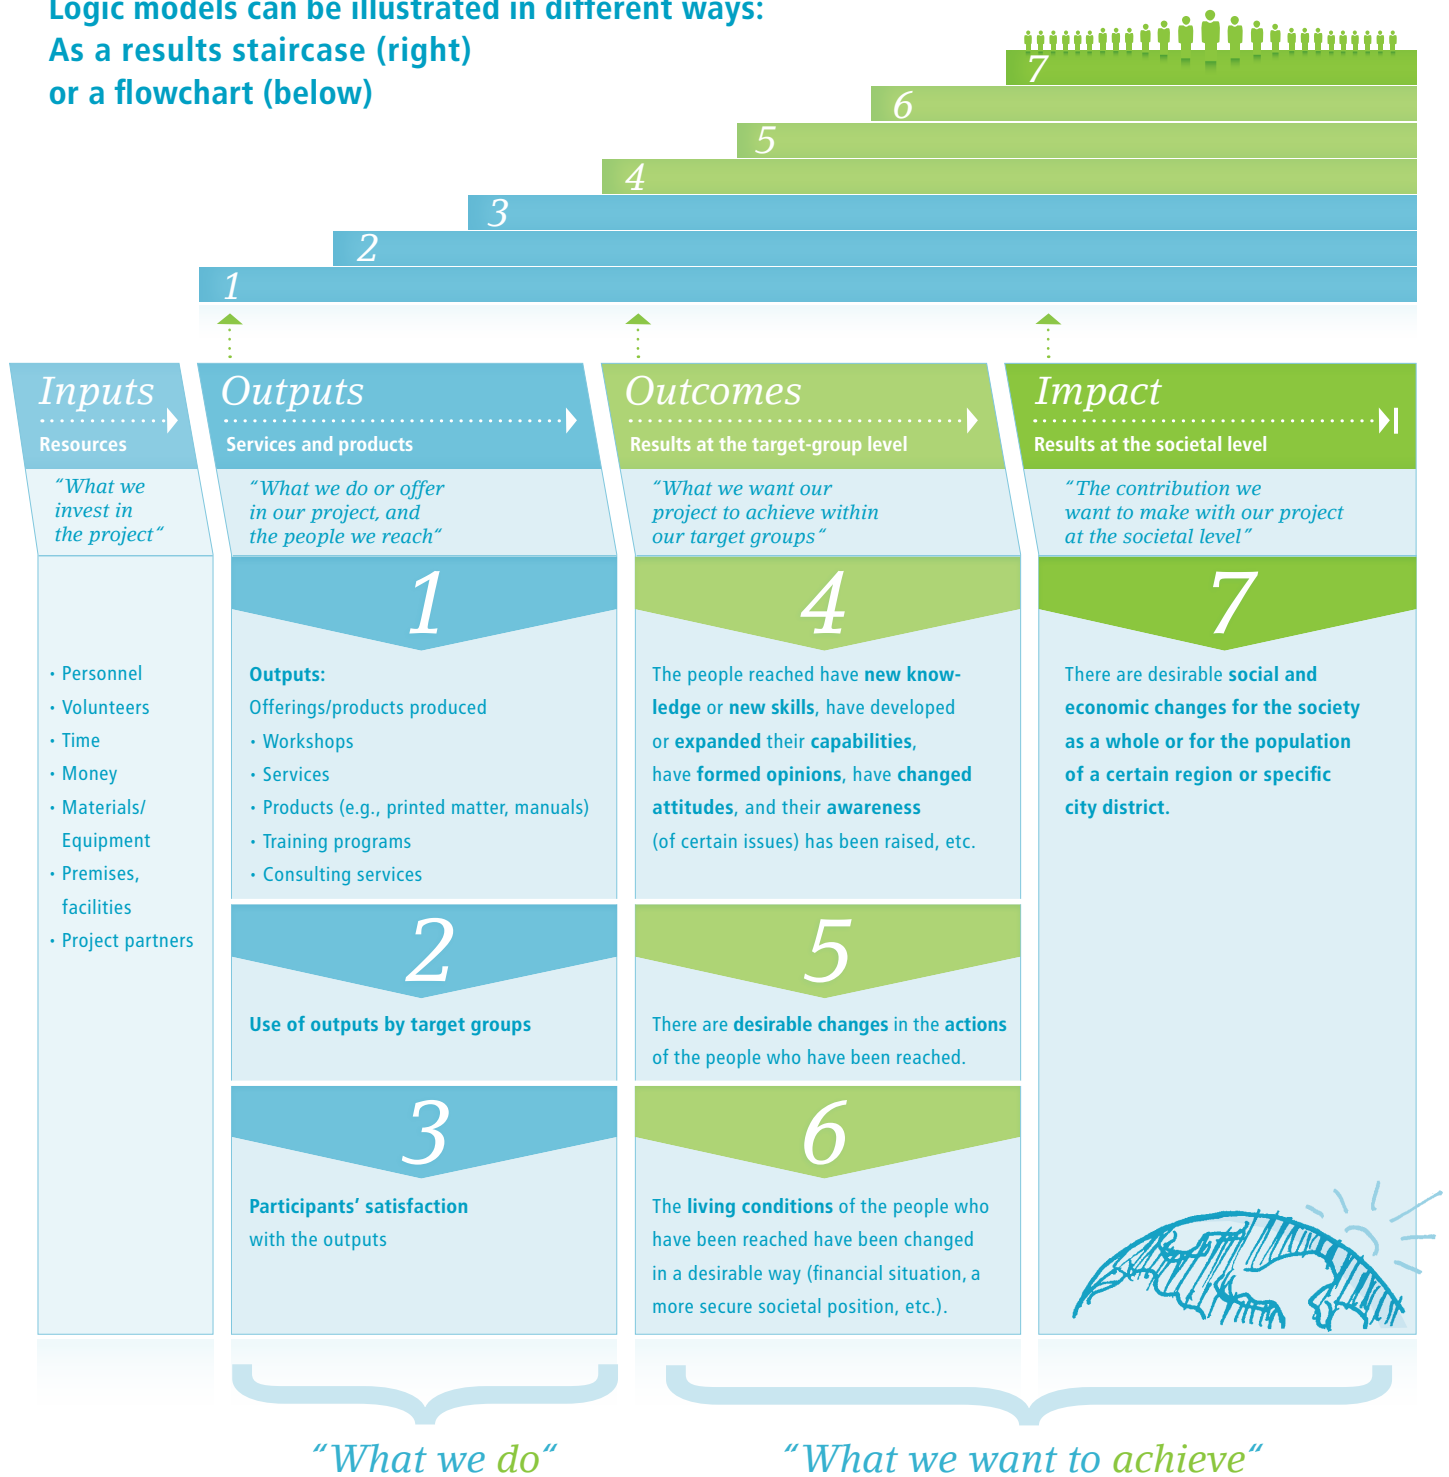 Logic models can be illustrated in different ways:
As a results staircase (right)
or a flowchart (below)
7
6
5
4
3
2
1
Inputs
Resources
“What we
invest in
the project“
· Personnel
· Volunteers
· Time
· Money
· Materials/
Equipment
· Premises,
facilities
· Project partners
Outputs
Services and products
“What we do or offer
in our project, and
the people we reach“
1
Outputs:
Offerings/products produced
· Workshops
· Services
· Products (e.g., printed matter, manuals)
· Training programs
· Consulting services
2
Use of outputs by target groups
3
Participants’ satisfaction
with the outputs
Outcomes
Results at the target-group level
“What we want our
project to achieve within
our target groups“
4
The people reached have new know-
ledge or new skills, have developed
or expanded their capabilities,
have formed opinions, have changed
attitudes, and their awareness
(of certain issues) has been raised, etc.
5
There are desirable changes in the actions
of the people who have been reached.
6
The living conditions of the people who
have been reached have been changed
in a desirable way (financial situation, a
more secure societal position, etc.).
Impact
Results at the societal level
“The contribution we
want to make with our project
at the societal level”
7
There are desirable social and
economic changes for the society
as a whole or for the population
of a certain region or specific
city district.
“What we do“
“What we want to achieve“